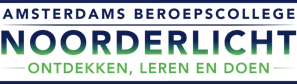 AMSTERDAMS BEROEPSCOLLEGE
NOORDERLICHT
ONTDEKKEN, LEREN EN DOEN